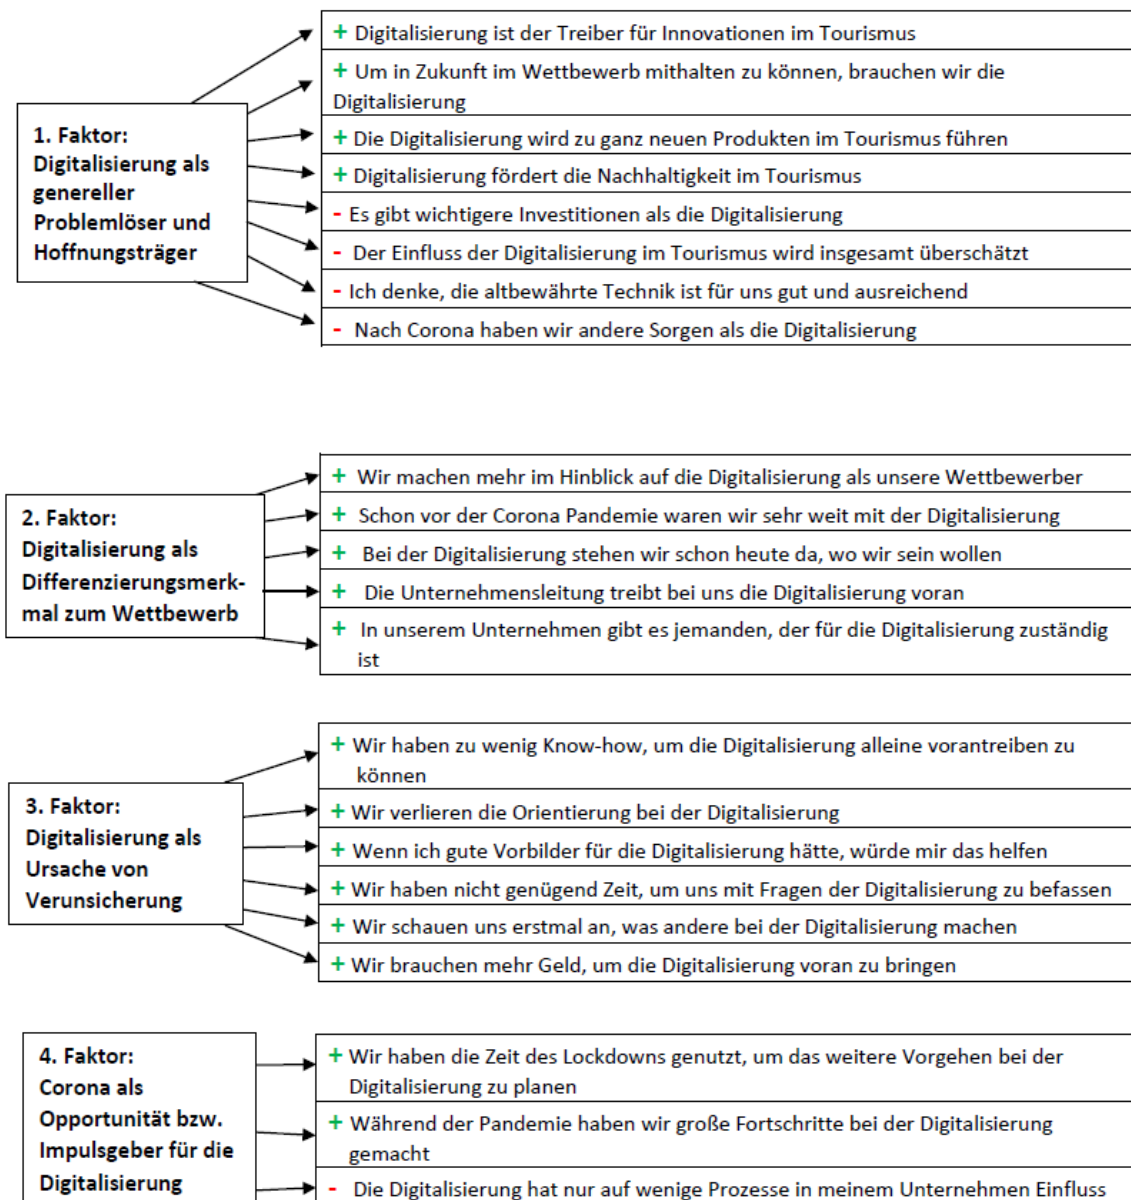 1. Faktor:
Digitalisierung als
genereller
Problemlöser und
Hoffnungsträger
+ Digitalisierung ist der Treiber für Innovationen im Tourismus
+ Um in Zukunft im Wettbewerb mithalten zu können, brauchen wir die
Digitalisierung
+ Die Digitalisierung wird zu ganz neuen Produkten im Tourismus führen
+ Digitalisierung fördert die Nachhaltigkeit im Tourismus
- Es gibt wichtigere Investitionen als die Digitalisierung
- Der Einfluss der Digitalisierung im Tourismus wird insgesamt überschätzt
- Ich denke, die altbewährte Technik ist für uns gut und ausreichend
- Nach Corona haben wir andere Sorgen als die Digitalisierung
2. Faktor:
Digitalisierung als
Differenzierungsmerk-
mal zum Wettbewerb
+ Wir machen mehr im Hinblick auf die Digitalisierung als unsere Wettbewerber
+ Schon vor der Corona Pandemie waren wir sehr weit mit der Digitalisierung
+ Bei der Digitalisierung stehen wir schon heute da, wo wir sein wollen
+ Die Unternehmensleitung treibt bei uns die Digitalisierung voran
+ In unserem Unternehmen gibt es jemanden, der für die Digitalisierung zuständig
ist
3. Faktor:
Digitalisierung als
Ursache von
Verunsicherung
+ Wir haben zu wenig Know-how, um die Digitalisierung alleine vorantreiben zu
können
+ Wir verlieren die Orientierung bei der Digitalisierung
+ Wenn ich gute Vorbilder für die Digitalisierung hätte, würde mir das helfen
+ Wir haben nicht genügend Zeit, um uns mit Fragen der Digitalisierung zu befassen
+ Wir schauen uns erstmal an, was andere bei der Digitalisierung machen
+ Wir brauchen mehr Geld, um die Digitalisierung voran zu bringen
4. Faktor:
Corona als
Opportunität bzw.
Impulsgeber für die
Digitalisierung
+ Wir haben die Zeit des Lockdowns genutzt, um das weitere Vorgehen bei der
Digitalisierung zu planen
+ Während der Pandemie haben wir große Fortschritte bei der Digitalisierung
gemacht
- Die Digitalisierung hat nur auf wenige Prozesse in meinem Unternehmen Einfluss